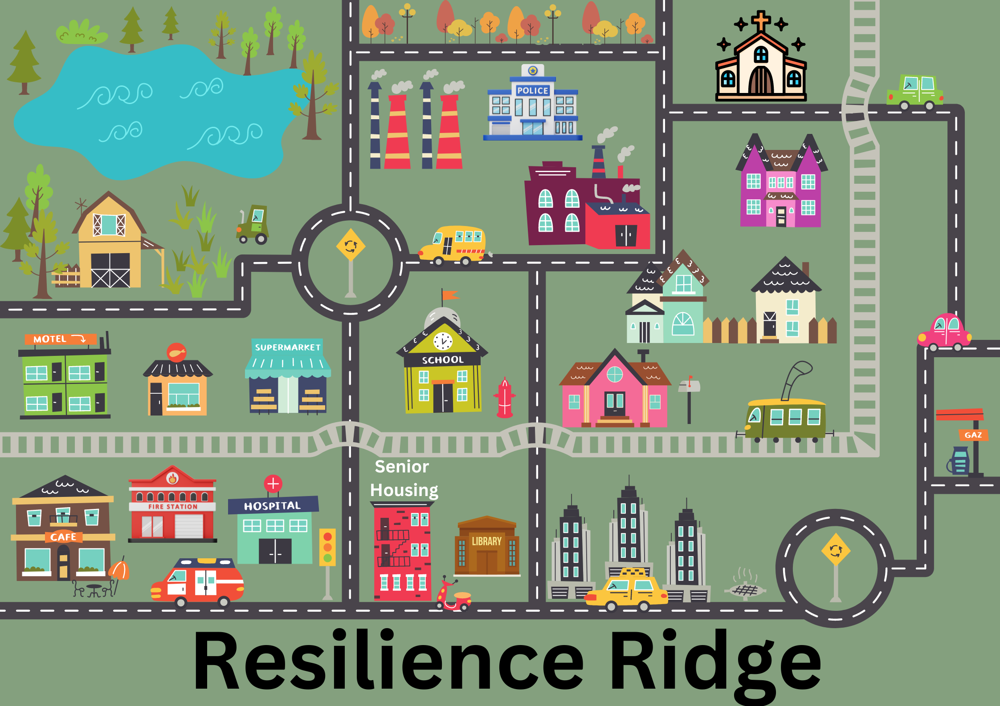 POLICE
MOTEL
SUPERMARKET
SCHOOL
GAZ
Senior
Housing
FIRE STATION
HOSPITAL
CAFE
LIBRARY
Resilience Ridge